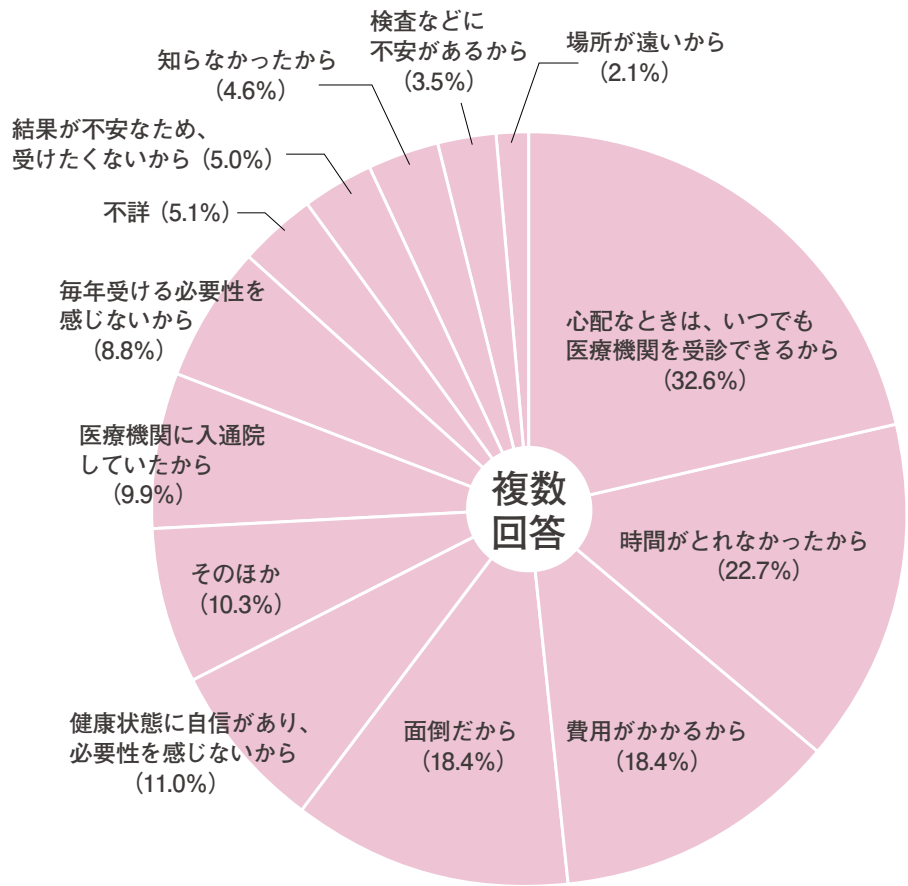 検査などに
不安があるから
（3.5%）
場所が遠いから
（2.1%）
知らなかったから
（4.6%）
結果が不安なため、
受けたくないから（5.0%）
不詳（5.1%）
毎年受ける必要性を
感じないから
（8.8%）
医療機関に入通院
していたから
（9.9%）
そのほか
（10.3%）
健康状態に自信があり、
必要性を感じないから
（11.0%）
面倒だから
（18.4%）
費用がかかるから
（18.4%）
時間がとれなかったから
（22.7%）
心配なときは、いつでも
医療機関を受診できるから
（32.6%）
複数
回答